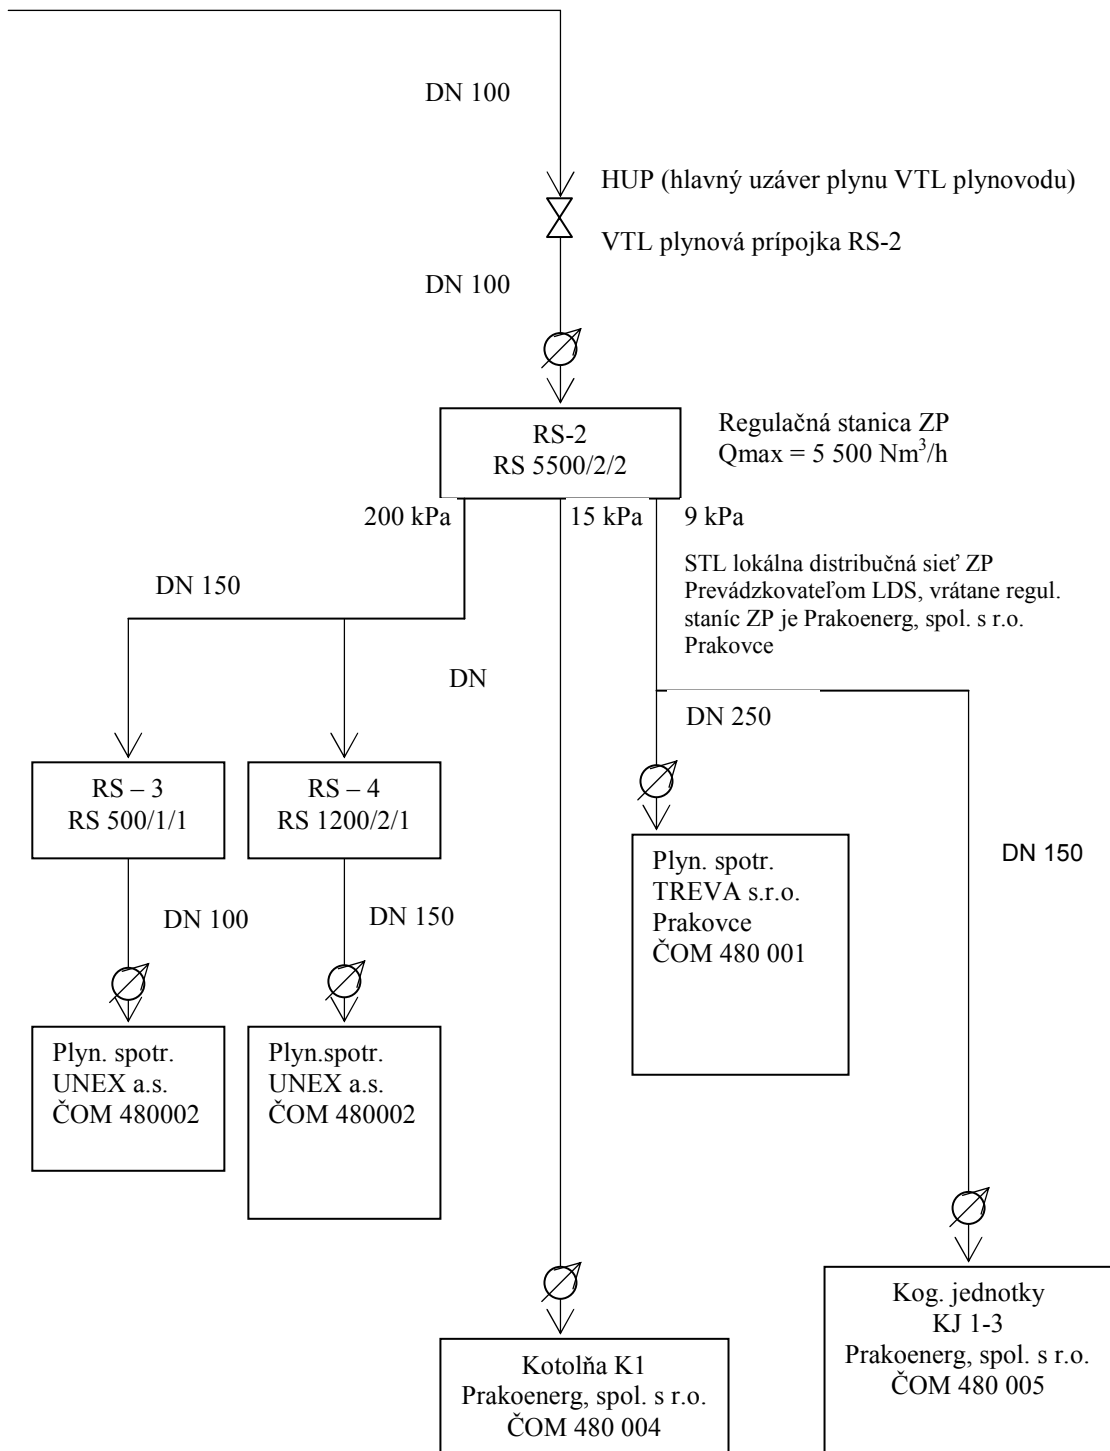 DN 100
HUP (hlavný uzáver plynu VTL plynovodu)
VTL plynová prípojka RS-2
DN 100
RS-2
RS 5500/2/2
Regulačná stanica ZP
Qmax = 5 500 Nm³/h
200 kPa
15 kPa
9 kPa
STL lokálna distribučná sieť ZP
Prevádzkovateľom LDS, vrátane regul.
staníc ZP je Prakoenerg, spol. s r.o.
Prakovce
DN 150
DN
DN 250
RS – 3
RS 500/1/1
RS – 4
RS 1200/2/1
DN 150
Plyn. spotr.
TREVA s.r.o.
Prakovce
ČOM 480 001
DN 100
DN 150
Plyn. spotr.
UNEX a.s.
ČOM 480002
Plyn.spotr.
UNEX a.s.
ČOM 480002
Kog. jednotky
KJ 1-3
Prakoenerg, spol. s r.o.
ČOM 480 005
Kotolňa K1
Prakoenerg, spol. s r.o.
ČOM 480 004